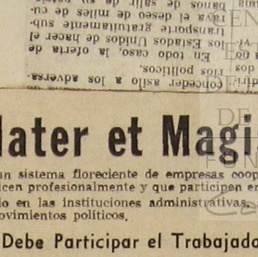 conceder asilo a los adversa
rios políticos.
En todo caso, la oferta de
los Estados Unidos de hacer el
transporte gratuitamente
rava el deseo de miles de cu-
banos de salir de su
Mater et Magi
un sistema floreciente de empresas coop
icen profesionalmente y que participen en
lo en las instituciones administrativas,
ovimientos políticos.
Debe Participar el Trabajado